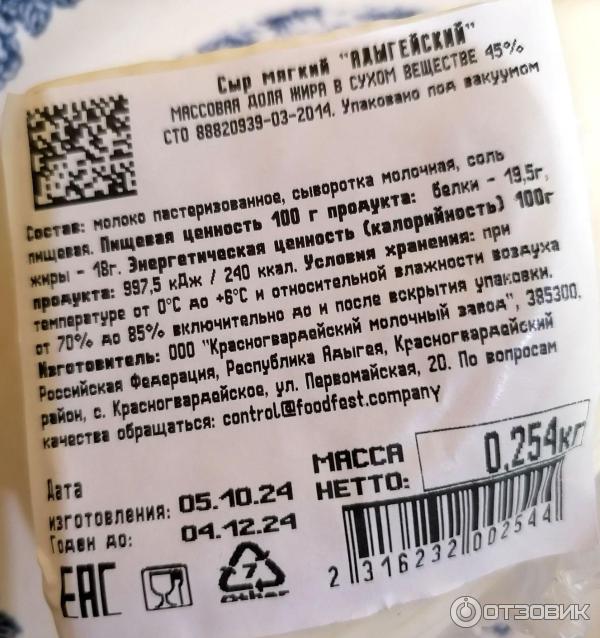 Сыр мягкий "АДЫГЕЙСКИЙ"
МАССОВАЯ ДОЛЯ ЖИРА В СУХОМ ВЕЩЕСТВЕ 45%
СТО 88820939-03-2014. Упаковано под вакуумом
Состав: молоко пастеризованное, сыворотка молочная, соль
пищевая. Пищевая ценность 100 г продукта: белки - 19,5г,
жиры - 18г. Энергетическая ценность (калорийность) 100г
продукта: 997,5 кДж / 240 ккал. Условия хранения: при
температуре от 0°С до +6°С и относительной влажности воздуха
от 70% до 85% включительно до и после вскрытия упаковки.
Изготовитель: ООО "Красногвардейский молочный завод", 385300.
Российская Федерация, Республика Адыгея, Красногвардейский
район, с. Красногвардейское, ул. Первомайская, 20. По вопросам
качества обращаться: control@foodfest.company
МАССА
НЕТТО: 0,254кг
Дата
изготовления: 05.10.24
Годен до: 04.12.24
EAC
7
Other
2 316232 002544
ОТЗОВИК